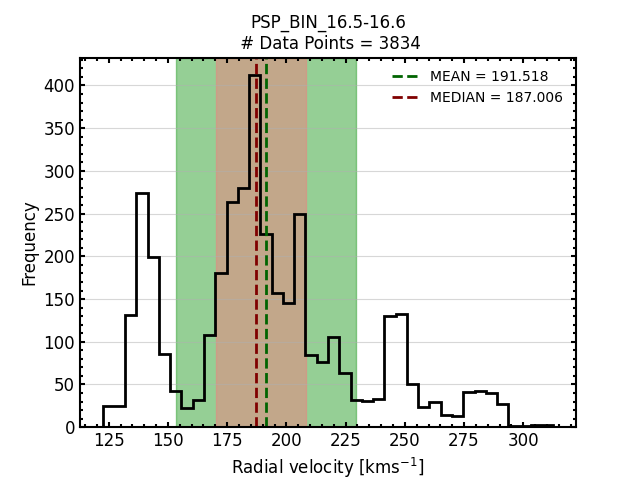 PSP_BIN_16.5-16.6
# Data Points = 3834
MEAN = 191.518
MEDIAN = 187.006
400
350
300
250
200
150
100
50
0
Frequency
125 150 175 200 225 250 275 300
Radial velocity [kms⁻¹]